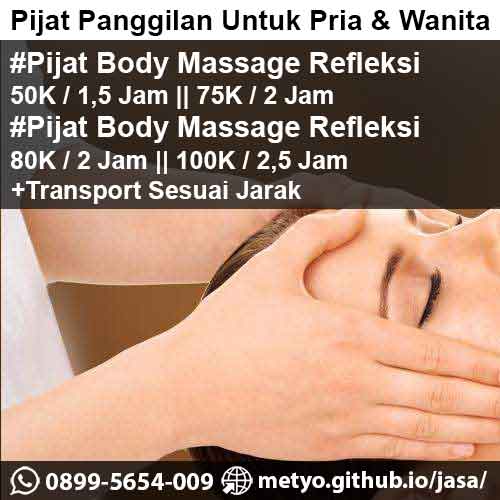 Pijat Panggilan Untuk Pria & Wanita
#Pijat Body Massage Refleksi
50K / 1,5 Jam || 75K / 2 Jam
#Pijat Body Massage Refleksi
80K / 2 Jam || 100K / 2,5 Jam
+Transport Sesuai Jarak
0899-5654-009 metyo.github.io/jasa/